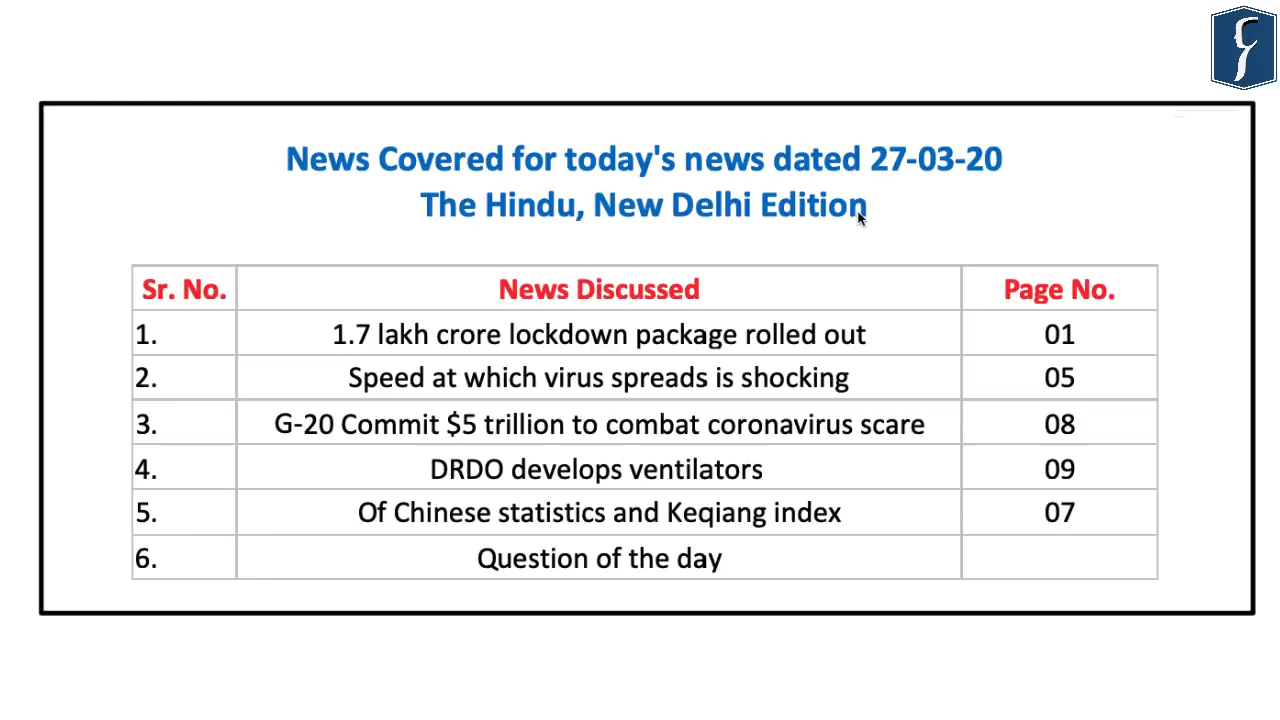 News Covered for today's news dated 27-03-20
The Hindu, New Delhi Edition
Sr. No. News Discussed Page No.
1. 1.7 lakh crore lockdown package rolled out 01
2. Speed at which virus spreads is shocking 05
3. G-20 Commit $5 trillion to combat coronavirus scare 08
4. DRDO develops ventilators 09
5. Of Chinese statistics and Keqiang index 07
6. Question of the day